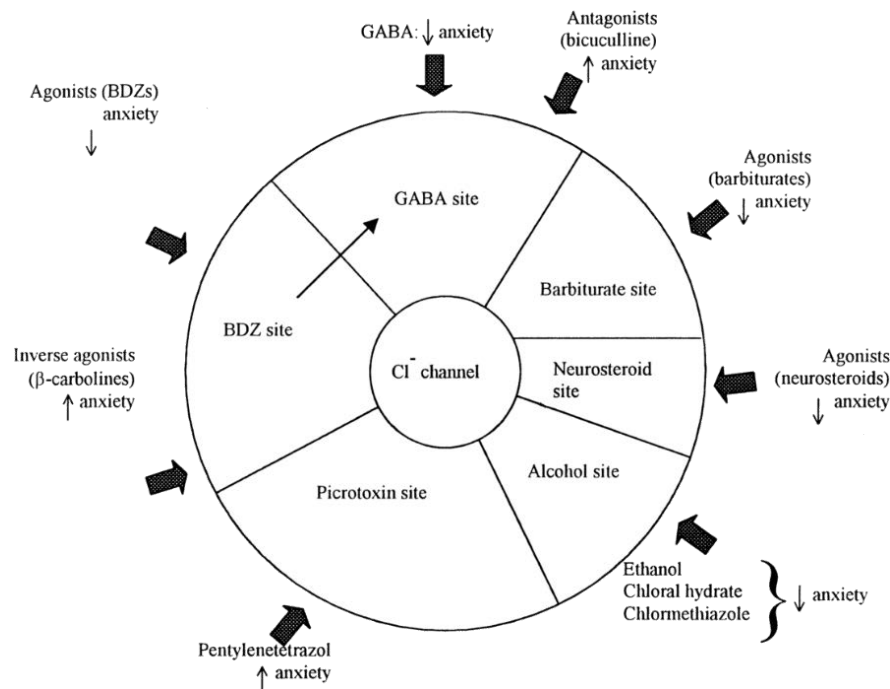 GABA: ↓ anxiety
Antagonists
(bicuculline)
↑ anxiety
Agonists (BDZs)
anxiety
↓
Agonists
(barbiturates)
↓ anxiety
GABA site
Barbiturate site
BDZ site
Cl⁻ channel
Neurosteroid
site
Inverse agonists
(β-carbolines)
↑ anxiety
Agonists
(neurosteroids)
↓ anxiety
Picrotoxin site
Alcohol site
Ethanol
Chloral hydrate
Chlormethiazole
} ↓ anxiety
Pentylenetetrazol
↑ anxiety